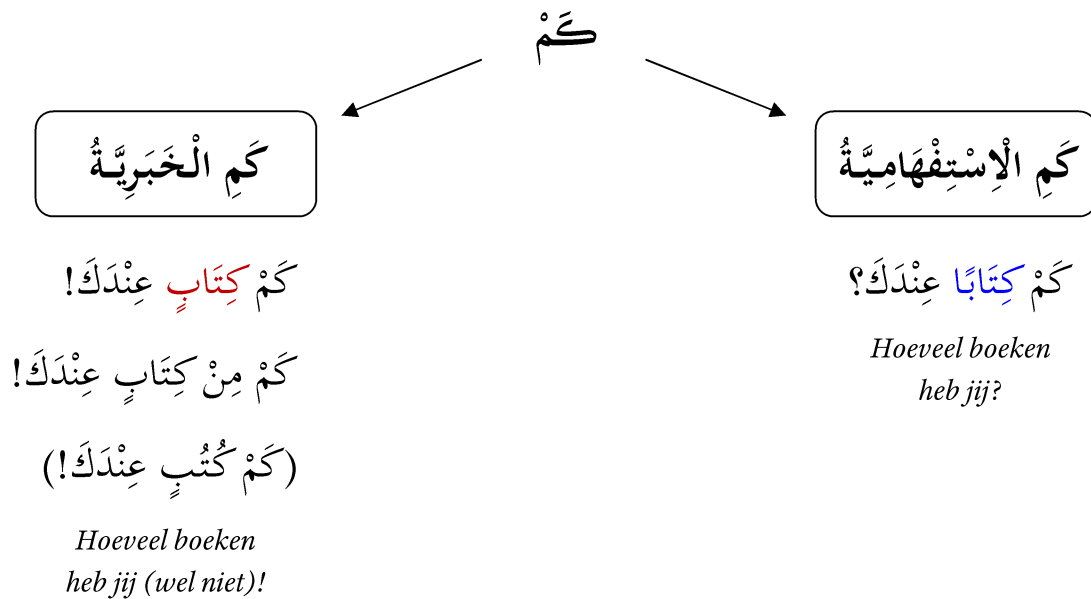 كَمْ
كَمِ الْاِسْتِفْهَامِيَّةُ
كَمْ كِتَابًا عِنْدَكَ؟
Hoeveel boeken
heb jij?
كَمِ الْخَبَرِيَّةُ
كَمْ كِتَابٍ عِنْدَكَ!
كَمْ مِنْ كِتَابٍ عِنْدَكَ!
(كَمْ كُتُبٍ عِنْدَكَ!)
Hoeveel boeken
heb jij (wel niet)!